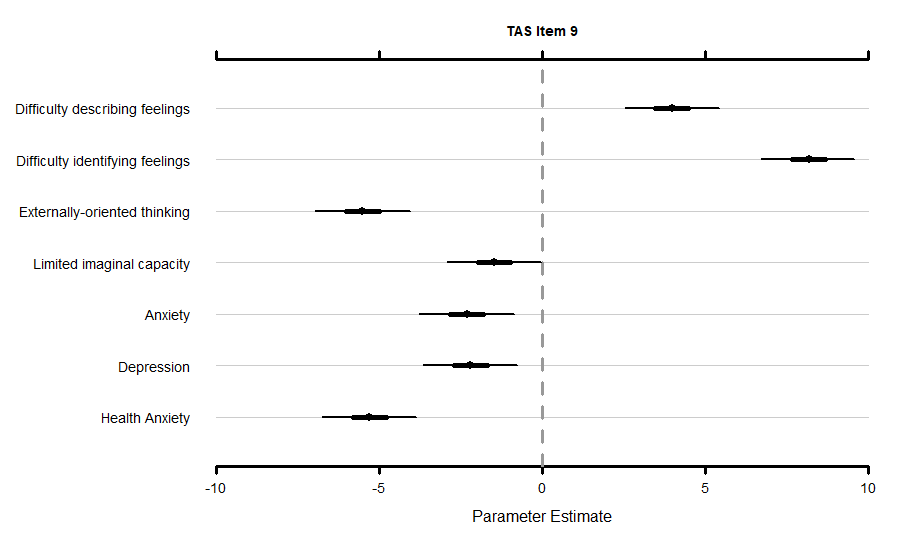 TAS Item 9
Difficulty describing feelings
Difficulty identifying feelings
Externally-oriented thinking
Limited imaginal capacity
Anxiety
Depression
Health Anxiety
-10 -5 0 5 10
Parameter Estimate